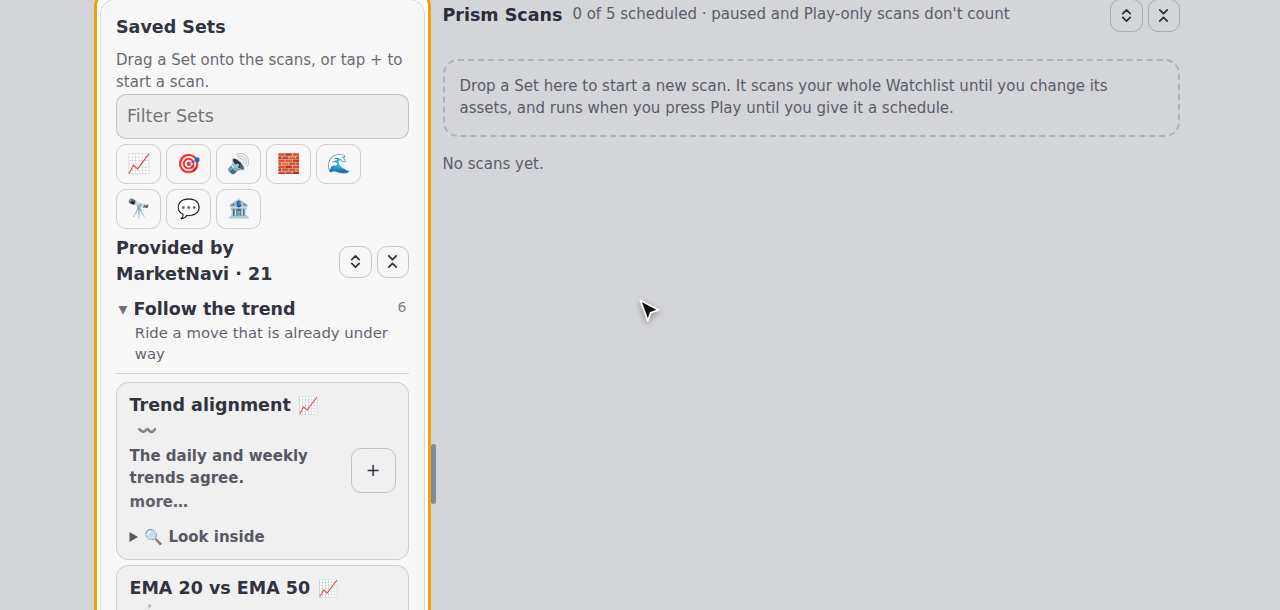 Saved Sets
Drag a Set onto the scans, or tap + to
start a scan.
Filter Sets
Provided by
MarketNavi · 21
▼ Follow the trend 6
Ride a move that is already under
way
Trend alignment 📈
〰
The daily and weekly
trends agree.
more…
+
▶ 🔍 Look inside
EMA 20 vs EMA 50 📈
Prism Scans 0 of 5 scheduled · paused and Play-only scans don't count
Drop a Set here to start a new scan. It scans your whole Watchlist until you change its
assets, and runs when you press Play until you give it a schedule.
No scans yet.